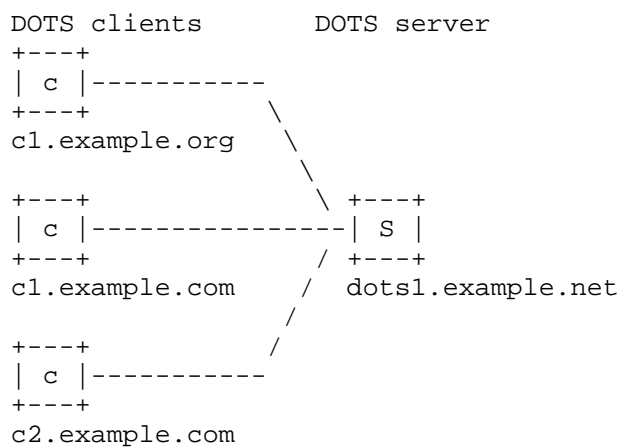 DOTS clients DOTS server
+---+
| c |-----------
+---+ \
c1.example.org \
\
+---+ \ +---+
| c |----------------| S |
+---+ / +---+
c1.example.com / dots1.example.net
/
+---+ /
| c |-----------
+---+
c2.example.com